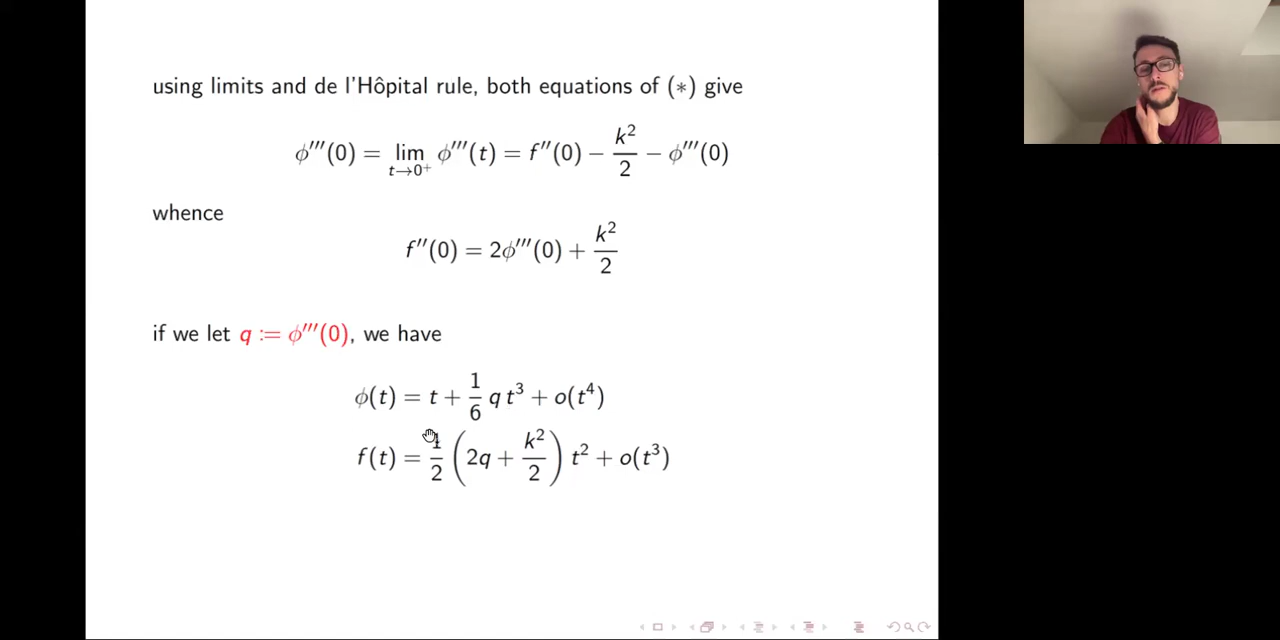 using limits and de l'Hôpital rule, both equations of (∗) give
ϕ′′′(0) = lim_{t→0⁺} ϕ′′′(t) = f′′(0) − k²/2 − ϕ′′′(0)
whence
f′′(0) = 2ϕ′′′(0) + k²/2
if we let q := ϕ′′′(0), we have
ϕ(t) = t + 1/6 q t³ + o(t⁴)
f(t) = 1/2 (2q + k²/2) t² + o(t³)